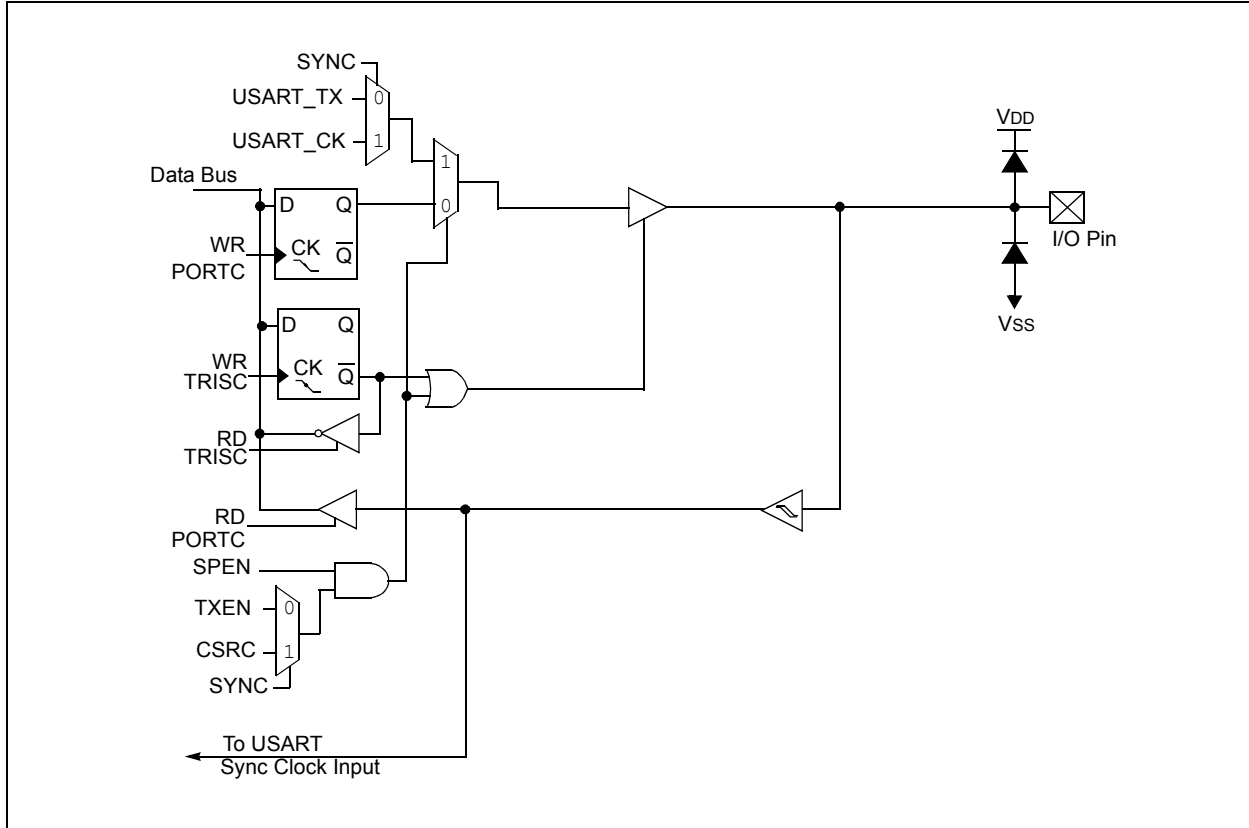 SYNC
USART_TX
0
USART_CK
1
1
0
VDD
Data Bus
D
Q
WR
PORTC
CK
Q
I/O Pin
VSS
D
Q
WR
TRISC
CK
Q
RD
TRISC
RD
PORTC
SPEN
TXEN
0
CSRC
1
SYNC
To USART
Sync Clock Input